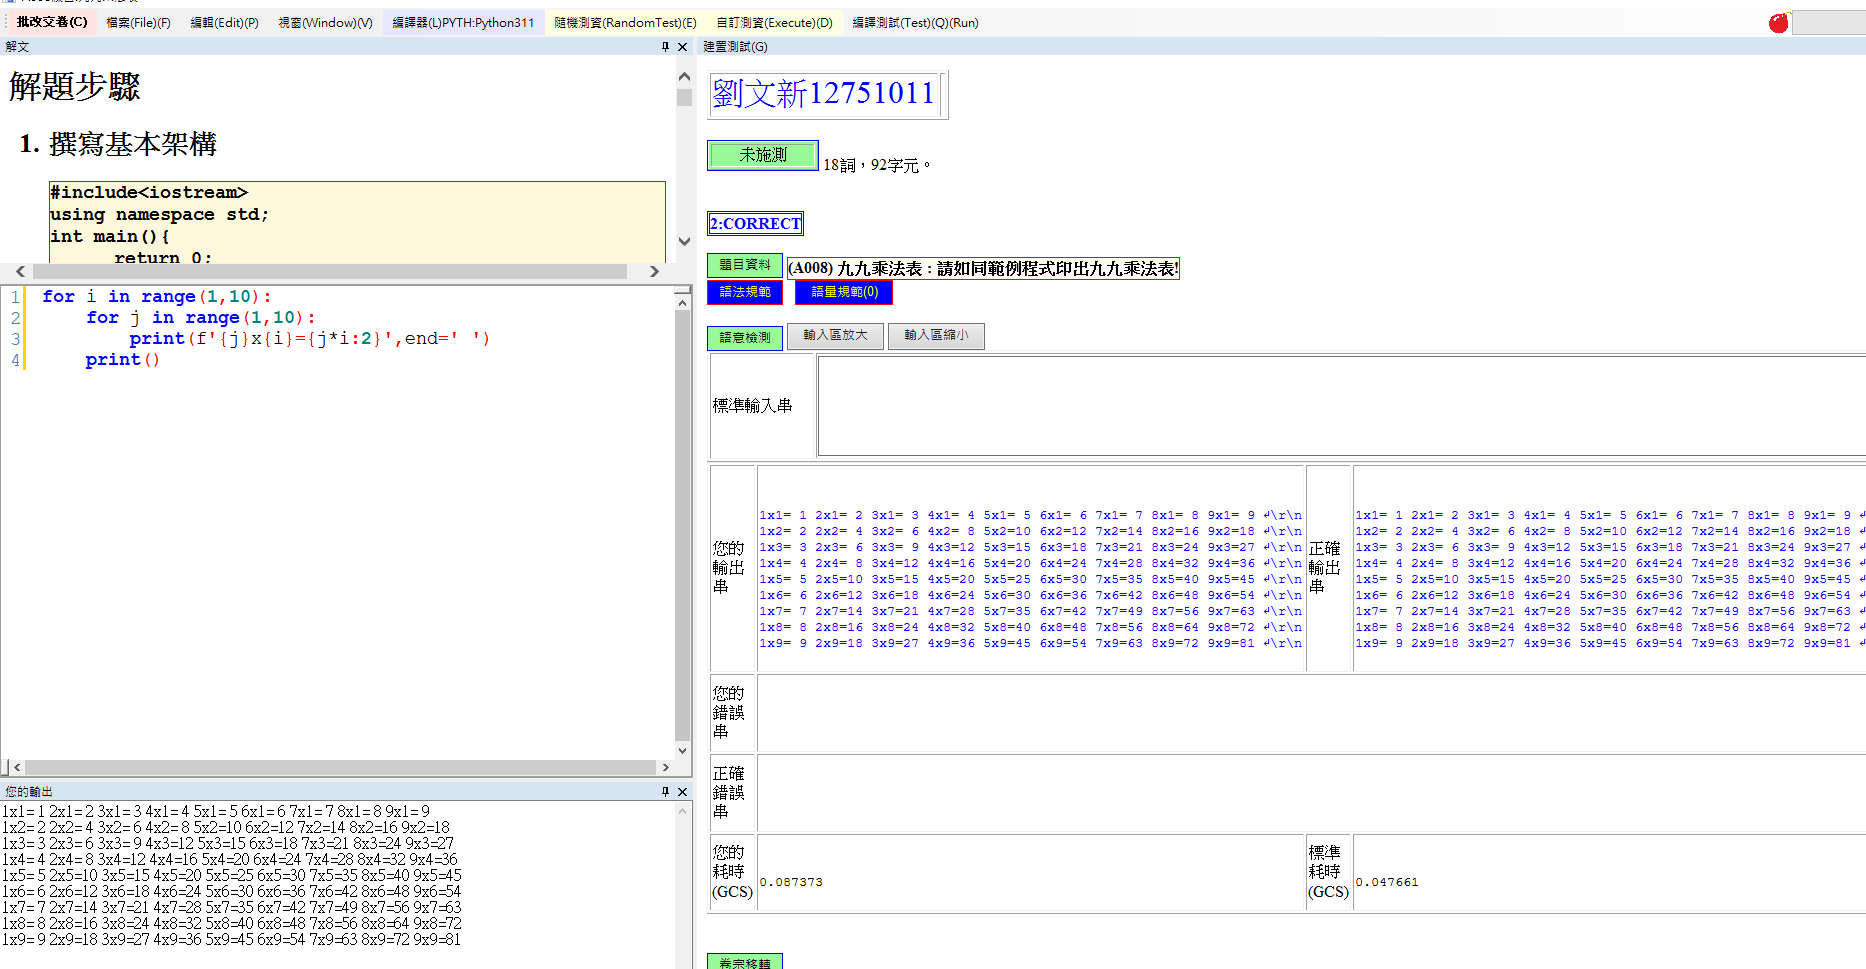 批改交卷(C) 檔案(File)(F) 編輯(Edit)(P) 視窗(Window)(V) 編譯器(L)PYTH:Python311 隨機測資(RandomTest)(E) 自訂測資(Execute)(D) 編譯測試(Test)(Q)(Run)
解文
解題步驟
1. 撰寫基本架構
#include<iostream>
using namespace std;
int main(){
return 0;
1 for i in range(1,10):
2 for j in range(1,10):
3 print(f'{j}x{i}={j*i:2}',end=' ')
4 print()
您的輸出
1x1= 1 2x1= 2 3x1= 3 4x1= 4 5x1= 5 6x1= 6 7x1= 7 8x1= 8 9x1= 9
1x2= 2 2x2= 4 3x2= 6 4x2= 8 5x2=10 6x2=12 7x2=14 8x2=16 9x2=18
1x3= 3 2x3= 6 3x3= 9 4x3=12 5x3=15 6x3=18 7x3=21 8x3=24 9x3=27
1x4= 4 2x4= 8 3x4=12 4x4=16 5x4=20 6x4=24 7x4=28 8x4=32 9x4=36
1x5= 5 2x5=10 3x5=15 4x5=20 5x5=25 6x5=30 7x5=35 8x5=40 9x5=45
1x6= 6 2x6=12 3x6=18 4x6=24 5x6=30 6x6=36 7x6=42 8x6=48 9x6=54
1x7= 7 2x7=14 3x7=21 4x7=28 5x7=35 6x7=42 7x7=49 8x7=56 9x7=63
1x8= 8 2x8=16 3x8=24 4x8=32 5x8=40 6x8=48 7x8=56 8x8=64 9x8=72
1x9= 9 2x9=18 3x9=27 4x9=36 5x9=45 6x9=54 7x9=63 8x9=72 9x9=81
建置測試(G)
劉文新12751011
未施測 18詞，92字元。
2:CORRECT
題目資料 (A008) 九九乘法表 : 請如同範例程式印出九九乘法表!
語法規範 語量規範(0)
語意檢測 輸入區放大 輸入區縮小
標準輸入串
您的
輸出
串
1x1= 1 2x1= 2 3x1= 3 4x1= 4 5x1= 5 6x1= 6 7x1= 7 8x1= 8 9x1= 9 ↲\r\n
1x2= 2 2x2= 4 3x2= 6 4x2= 8 5x2=10 6x2=12 7x2=14 8x2=16 9x2=18 ↲\r\n
1x3= 3 2x3= 6 3x3= 9 4x3=12 5x3=15 6x3=18 7x3=21 8x3=24 9x3=27 ↲\r\n
1x4= 4 2x4= 8 3x4=12 4x4=16 5x4=20 6x4=24 7x4=28 8x4=32 9x4=36 ↲\r\n
1x5= 5 2x5=10 3x5=15 4x5=20 5x5=25 6x5=30 7x5=35 8x5=40 9x5=45 ↲\r\n
1x6= 6 2x6=12 3x6=18 4x6=24 5x6=30 6x6=36 7x6=42 8x6=48 9x6=54 ↲\r\n
1x7= 7 2x7=14 3x7=21 4x7=28 5x7=35 6x7=42 7x7=49 8x7=56 9x7=63 ↲\r\n
1x8= 8 2x8=16 3x8=24 4x8=32 5x8=40 6x8=48 7x8=56 8x8=64 9x8=72 ↲\r\n
1x9= 9 2x9=18 3x9=27 4x9=36 5x9=45 6x9=54 7x9=63 8x9=72 9x9=81 ↲\r\n
正確
輸出
串
1x1= 1 2x1= 2 3x1= 3 4x1= 4 5x1= 5 6x1= 6 7x1= 7 8x1= 8 9x1= 9 ↲
1x2= 2 2x2= 4 3x2= 6 4x2= 8 5x2=10 6x2=12 7x2=14 8x2=16 9x2=18 ↲
1x3= 3 2x3= 6 3x3= 9 4x3=12 5x3=15 6x3=18 7x3=21 8x3=24 9x3=27 ↲
1x4= 4 2x4= 8 3x4=12 4x4=16 5x4=20 6x4=24 7x4=28 8x4=32 9x4=36 ↲
1x5= 5 2x5=10 3x5=15 4x5=20 5x5=25 6x5=30 7x5=35 8x5=40 9x5=45 ↲
1x6= 6 2x6=12 3x6=18 4x6=24 5x6=30 6x6=36 7x6=42 8x6=48 9x6=54 ↲
1x7= 7 2x7=14 3x7=21 4x7=28 5x7=35 6x7=42 7x7=49 8x7=56 9x7=63 ↲
1x8= 8 2x8=16 3x8=24 4x8=32 5x8=40 6x8=48 7x8=56 8x8=64 9x8=72 ↲
1x9= 9 2x9=18 3x9=27 4x9=36 5x9=45 6x9=54 7x9=63 8x9=72 9x9=81 ↲
您的
錯誤
串
正確
錯誤
串
您的
耗時
(GCS)
0.087373
標準
耗時
(GCS)
0.047661
卷宗移轉